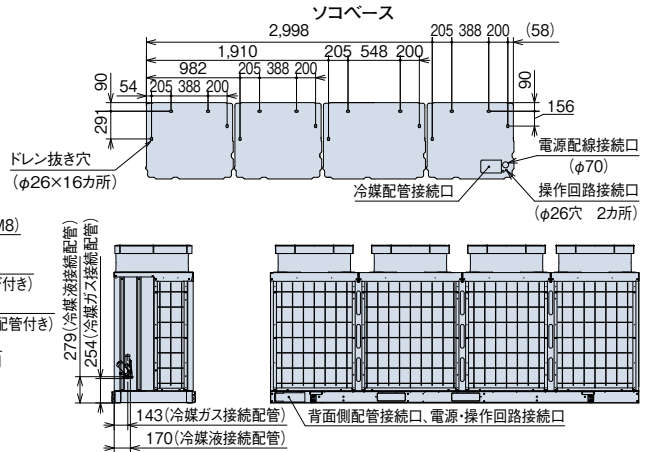 ソコベース
2,998
205 388 200 (58)
1,910
205 548 200
982
205 388 200
54 205 388 200
90
291
90
156
ドレン抜き穴
(φ26×16カ所)
冷媒配管接続口
電源配線接続口
(φ70)
操作回路接続口
(φ26穴 2カ所)
M8)
付き)
配管付き)
279(冷媒液接続配管)
254(冷媒ガス接続配管)
143(冷媒ガス接続配管)
170(冷媒液接続配管)
背面側配管接続口、電源・操作回路接続口